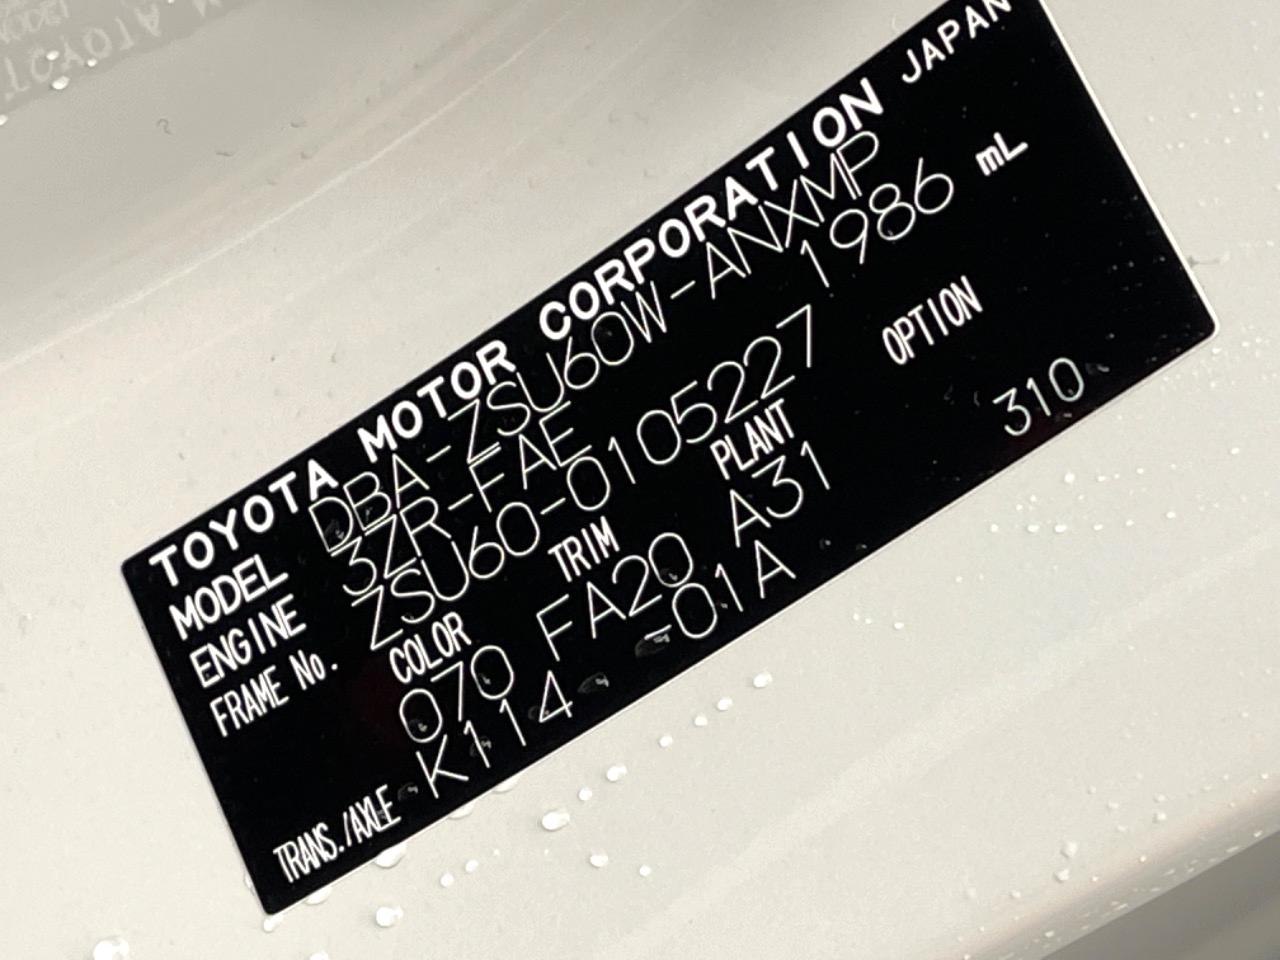 TOYOTA MOTOR CORPORATION JAPAN
MODEL DBA-ZSU60W-ANXMP
ENGINE 3ZR-FAE 1986 mL
FRAME No. ZSU60-0105227
COLOR TRIM PLANT OPTION
070 FA20 A31 310
TRANS./AXLE K114 -01A